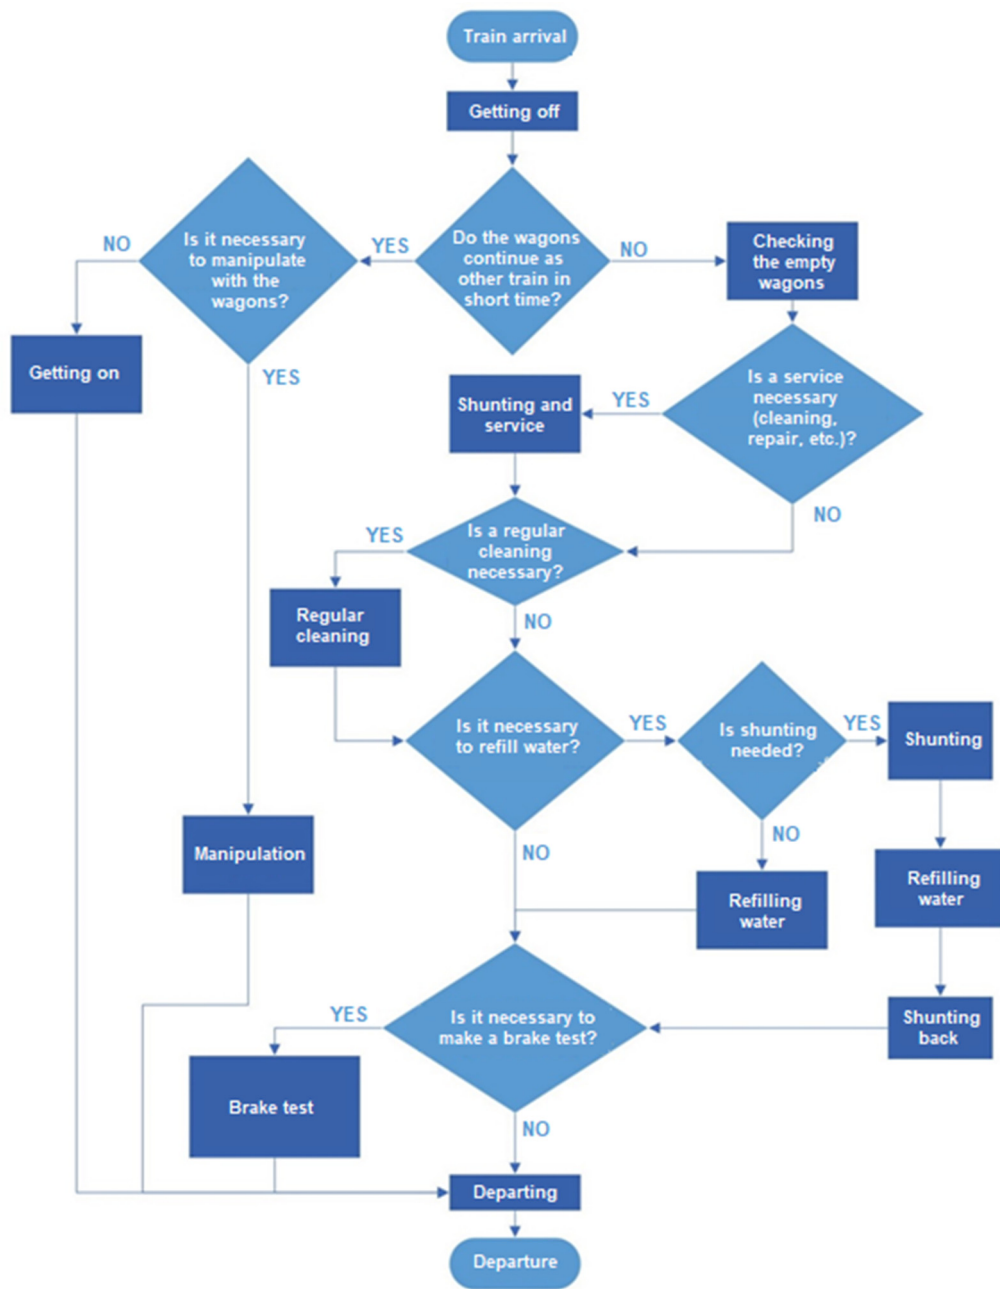 Train arrival
Getting off
Do the wagons
continue as
other train in
short time?
YES
NO
Is it necessary
to manipulate
with the
wagons?
NO
YES
Getting on
Checking
the empty
wagons
Is a service
necessary
(cleaning,
repair, etc.)?
YES
NO
Shunting and
service
Is a regular
cleaning
necessary?
YES
NO
Regular
cleaning
Is it necessary
to refill water?
YES
NO
Is shunting
needed?
YES
NO
Shunting
Refilling
water
Refilling
water
Shunting
back
Manipulation
Is it necessary to
make a brake test?
YES
NO
Brake test
Departing
Departure